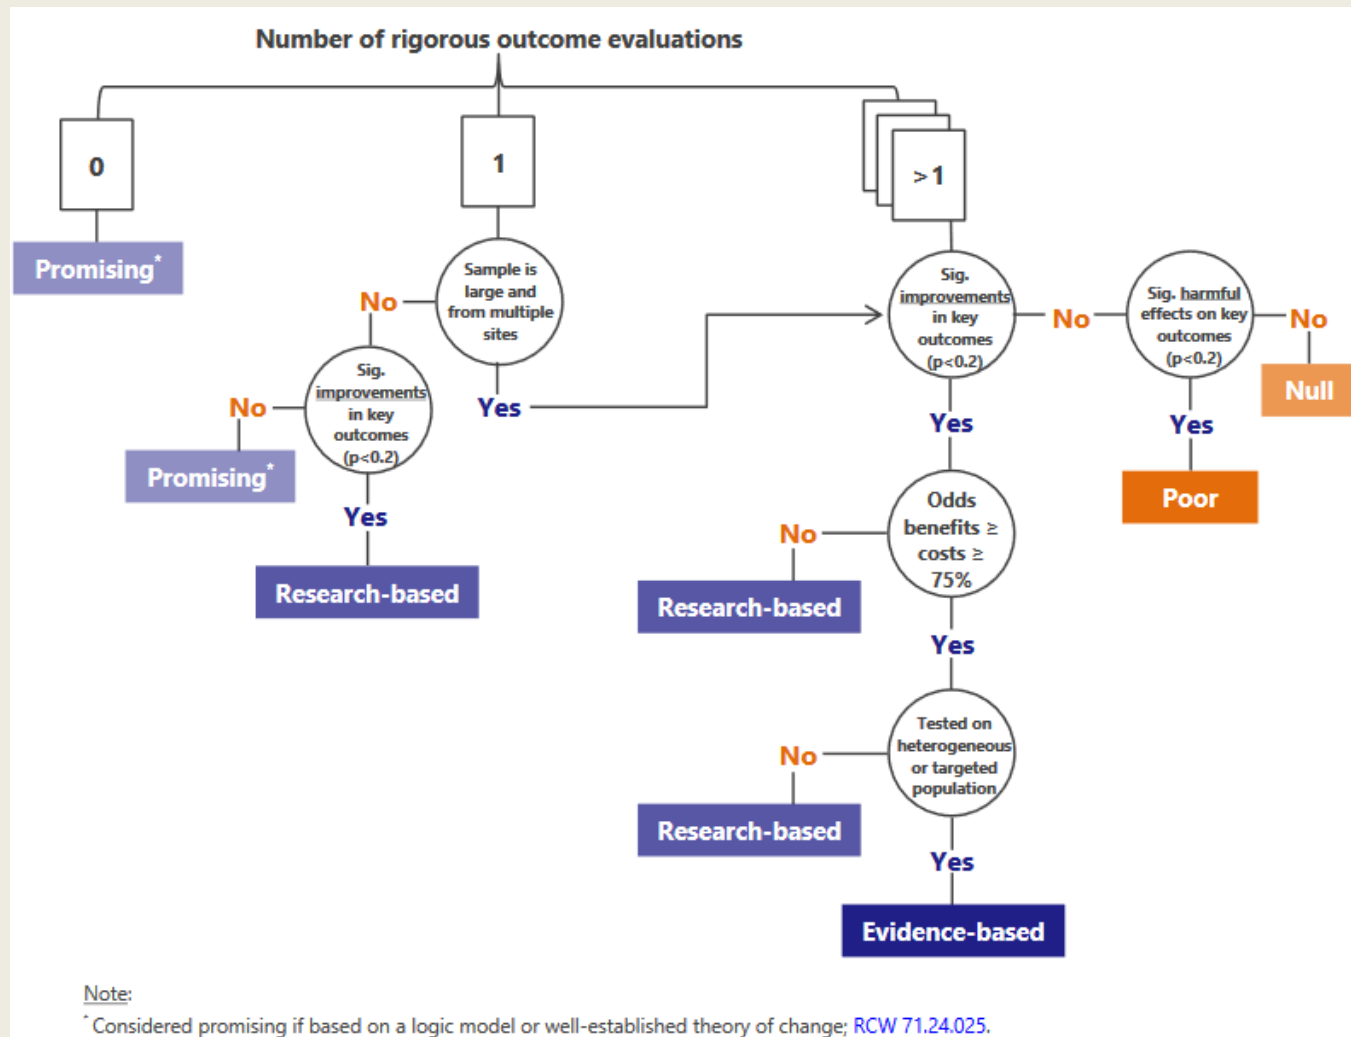 Number of rigorous outcome evaluations
0
1
>1
Promising*
Sample is
large and
from multiple
sites
No
Yes
Sig.
improvements
in key
outcomes
(p<0.2)
No
Promising*
Yes
Research-based
Sig.
improvements
in key
outcomes
(p<0.2)
No
Sig. harmful
effects on key
outcomes
(p<0.2)
No
Null
Yes
Poor
Yes
Odds
benefits ≥
costs ≥
75%
No
Research-based
Yes
Tested on
heterogeneous
or targeted
population
No
Research-based
Yes
Evidence-based
Note:
* Considered promising if based on a logic model or well-established theory of change; RCW 71.24.025.